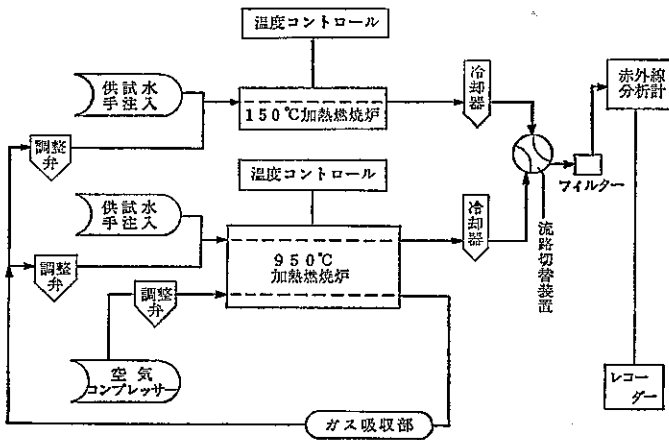 温度コントロール
供試水
手注入
150℃加熱燃焼炉
冷却器
赤外線
分析計
調整
弁
フィルター
温度コントロール
供試水
手注入
950℃
加熱燃焼炉
冷却器
流路切替装置
調整
弁
調整
弁
空気
コンプレッサー
レコー
ダー
ガス吸収部